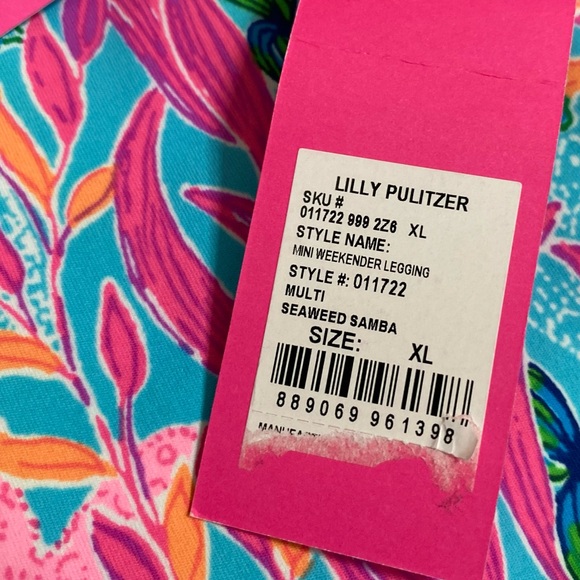 LILLY PULITZER
SKU #
011722 999 2Z6 XL
STYLE NAME:
MINI WEEKENDER LEGGING
STYLE #: 011722
MULTI
SEAWEED SAMBA
SIZE: XL
889069 961398